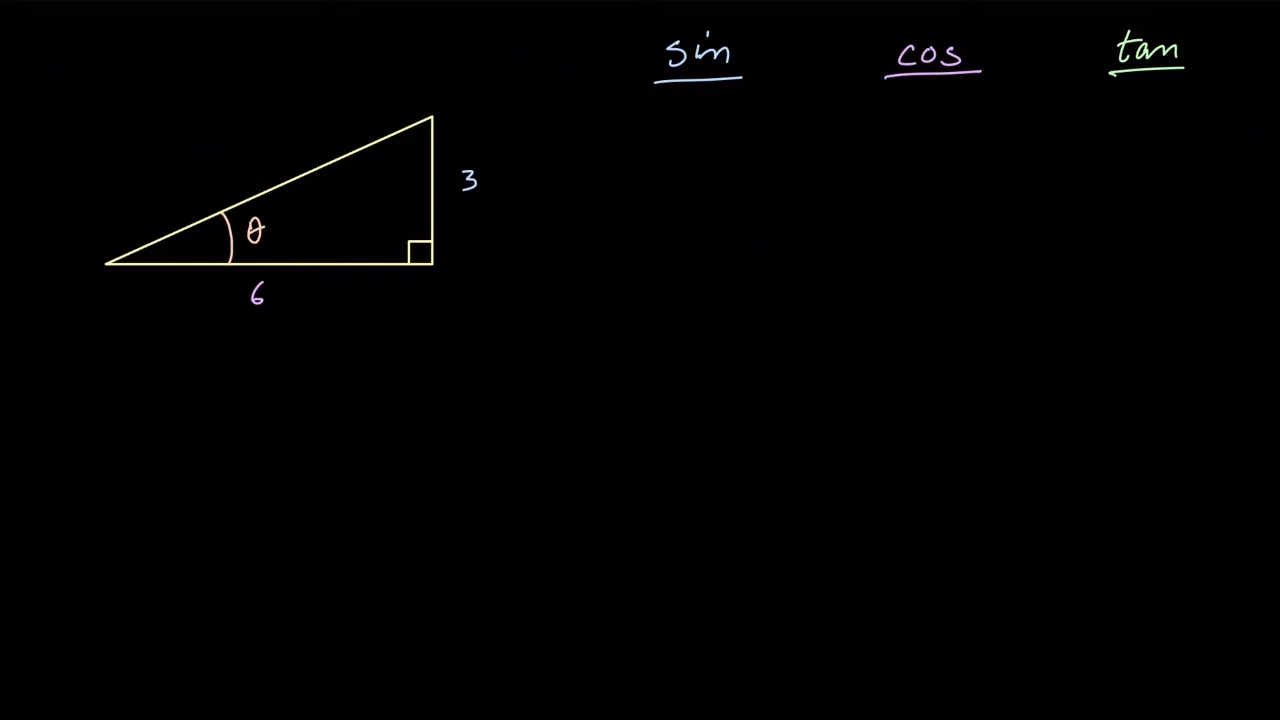 sin cos tan
3
θ
6